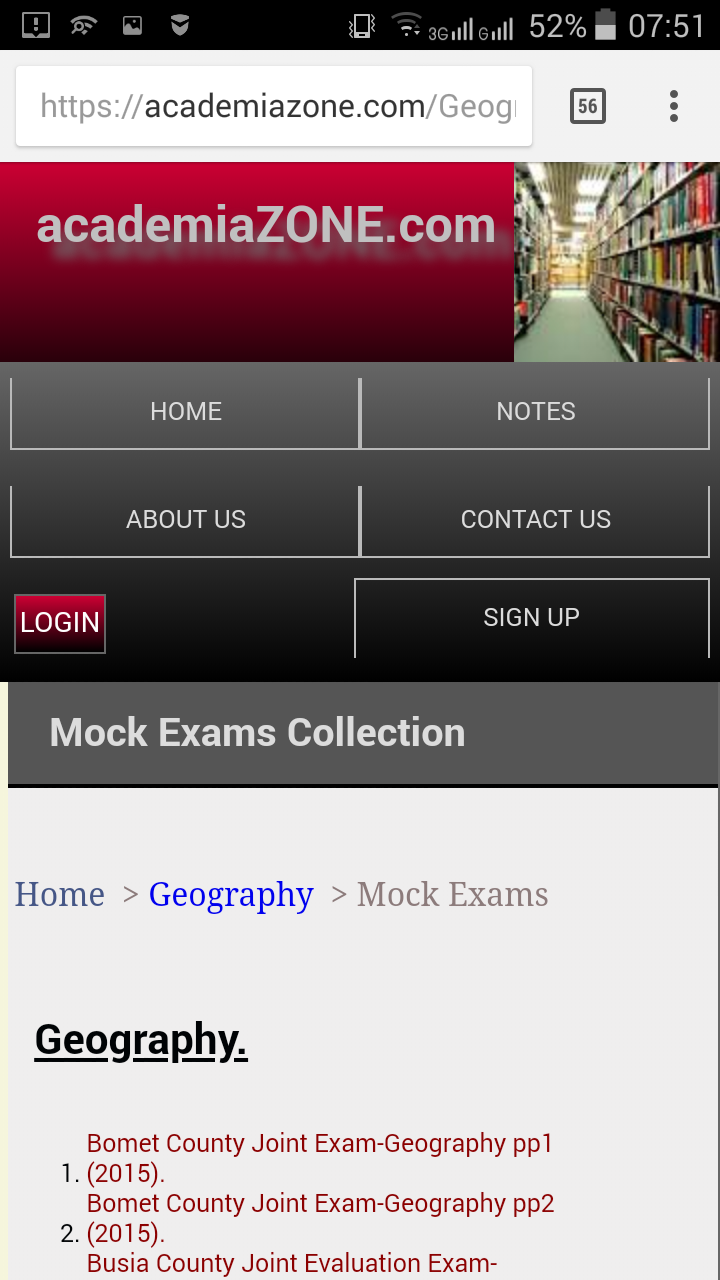 3G G 52% 07:51
https://academiazone.com/Geog
56
academiaZONE.com
HOME NOTES
ABOUT US CONTACT US
LOGIN SIGN UP
Mock Exams Collection
Home > Geography > Mock Exams
Geography.
Bomet County Joint Exam-Geography pp1
1. (2015).
Bomet County Joint Exam-Geography pp2
2. (2015).
Busia County Joint Evaluation Exam-